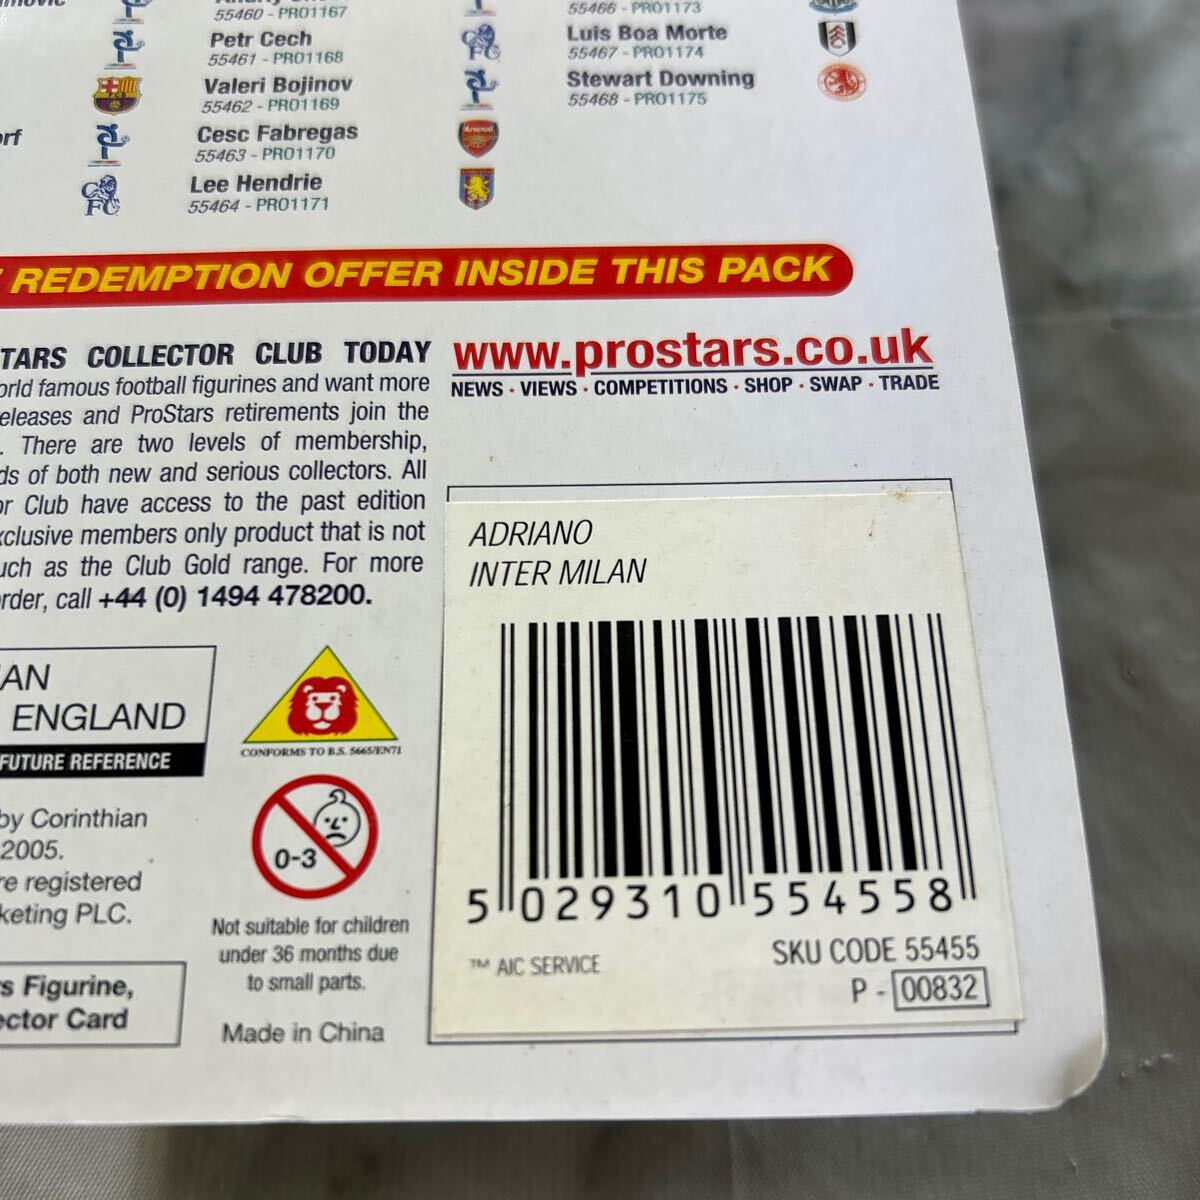 55460 - PRO1167
Petr Cech
55461 - PRO1168
Valeri Bojinov
55462 - PRO1169
Cesc Fabregas
55463 - PRO1170
Lee Hendrie
55464 - PRO1171
55466 - PRO1173
Luis Boa Morte
55467 - PRO1174
Stewart Downing
55468 - PRO1175
Arsenal
REDEMPTION OFFER INSIDE THIS PACK
TARS COLLECTOR CLUB TODAY
orld famous football figurines and want more
eleases and ProStars retirements join the
. There are two levels of membership,
ds of both new and serious collectors. All
or Club have access to the past edition
xclusive members only product that is not
uch as the Club Gold range. For more
rder, call +44 (0) 1494 478200.
www.prostars.co.uk
NEWS · VIEWS · COMPETITIONS · SHOP · SWAP · TRADE
IAN
ENGLAND
FUTURE REFERENCE
by Corinthian
2005.
re registered
keting PLC.
s Figurine,
ector Card
CONFORMS TO B.S. 5665/EN71
0-3
Not suitable for children
under 36 months due
to small parts.
Made in China
ADRIANO
INTER MILAN
5 029310 554558
SKU CODE 55455
™ AIC SERVICE
P - 00832